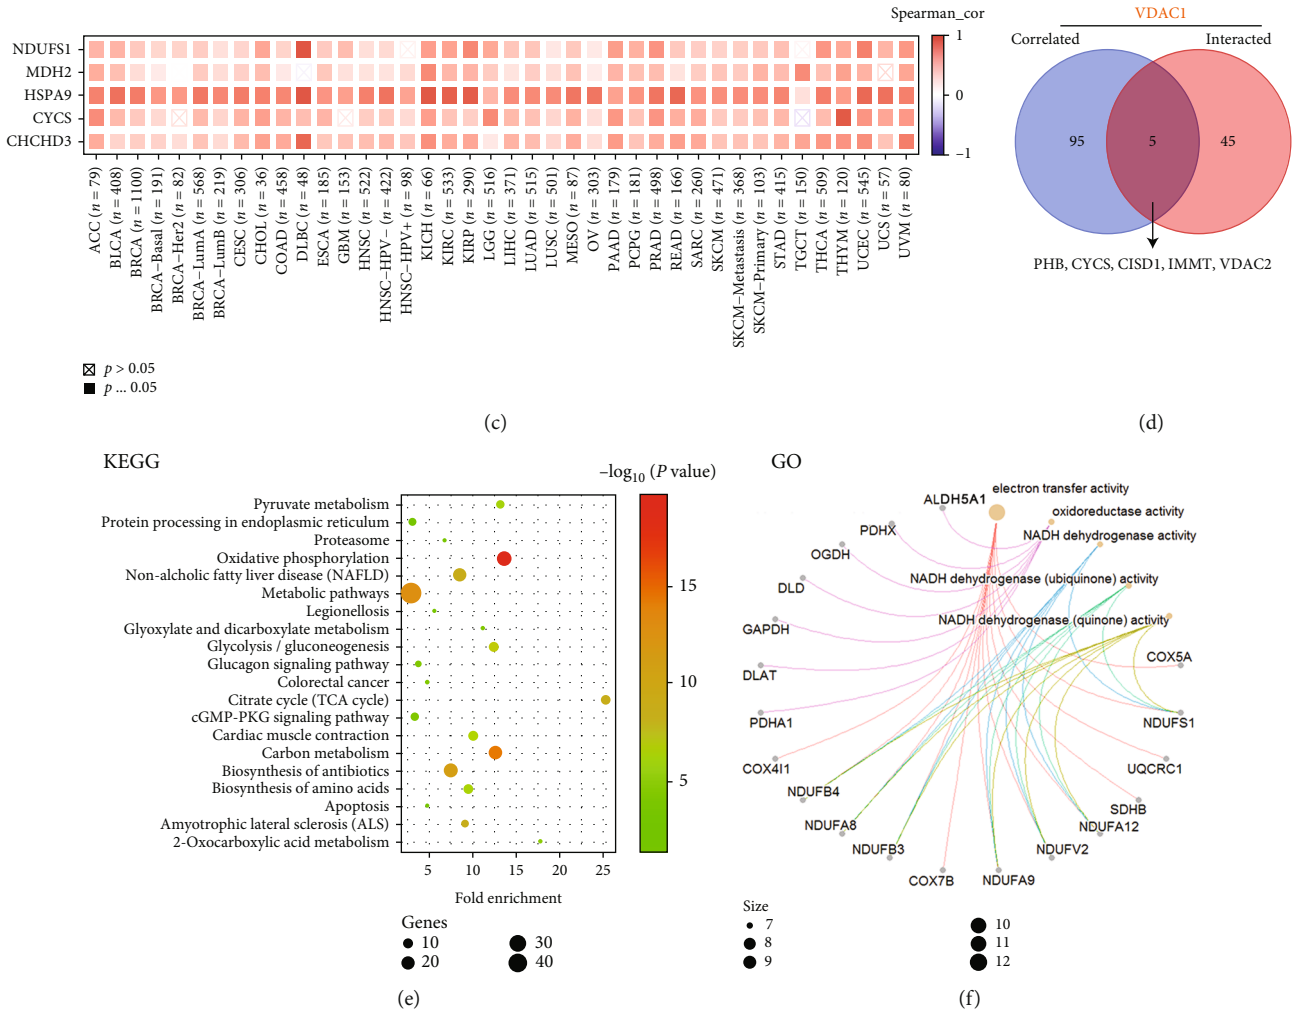 Spearman_cor
NDUFS1
MDH2
HSPA9
CYCS
CHCHD3
1
0
−1
ACC (n = 79)
BLCA (n = 408)
BRCA (n = 1100)
BRCA−Basal (n = 191)
BRCA−Her2 (n = 82)
BRCA−LumA (n = 568)
BRCA−LumB (n = 219)
CESC (n = 306)
CHOL (n = 36)
COAD (n = 458)
DLBC (n = 48)
ESCA (n = 185)
GBM (n = 153)
HNSC (n = 522)
HNSC−HPV− (n = 422)
HNSC−HPV+ (n = 98)
KICH (n = 66)
KIRC (n = 533)
KIRP (n = 290)
LGG (n = 516)
LIHC (n = 371)
LUAD (n = 515)
LUSC (n = 501)
MESO (n = 87)
OV (n = 303)
PAAD (n = 179)
PCPG (n = 181)
PRAD (n = 498)
READ (n = 166)
SARC (n = 260)
SKCM (n = 471)
SKCM−Metastasis (n = 368)
SKCM−Primary (n = 103)
STAD (n = 415)
TGCT (n = 150)
THCA (n = 509)
THYM (n = 120)
UCEC (n = 545)
UCS (n = 57)
UVM (n = 80)
p > 0.05
p ... 0.05
(c)
VDAC1
Correlated Interacted
95 5 45
PHB, CYCS, CISD1, IMMT, VDAC2
(d)
KEGG
−log10 (P value)
Pyruvate metabolism
Protein processing in endoplasmic reticulum
Proteasome
Oxidative phosphorylation
Non-alcholic fatty liver disease (NAFLD)
Metabolic pathways
Legionellosis
Glyoxylate and dicarboxylate metabolism
Glycolysis / gluconeogenesis
Glucagon signaling pathway
Colorectal cancer
Citrate cycle (TCA cycle)
cGMP-PKG signaling pathway
Cardiac muscle contraction
Carbon metabolism
Biosynthesis of antibiotics
Biosynthesis of amino acids
Apoptosis
Amyotrophic lateral sclerosis (ALS)
2-Oxocarboxylic acid metabolism
5 10 15 20 25
Fold enrichment
15
10
5
Genes
10 30
20 40
(e)
GO
electron transfer activity
ALDH5A1
oxidoreductase activity
PDHX
NADH dehydrogenase activity
OGDH
NADH dehydrogenase (ubiquinone) activity
DLD
NADH dehydrogenase (quinone) activity
GAPDH
COX5A
DLAT
PDHA1
NDUFS1
COX4I1
UQCRC1
NDUFB4
SDHB
NDUFA8
NDUFA12
NDUFB3
NDUFV2
COX7B
NDUFA9
Size
7 10
8 11
9 12
(f)